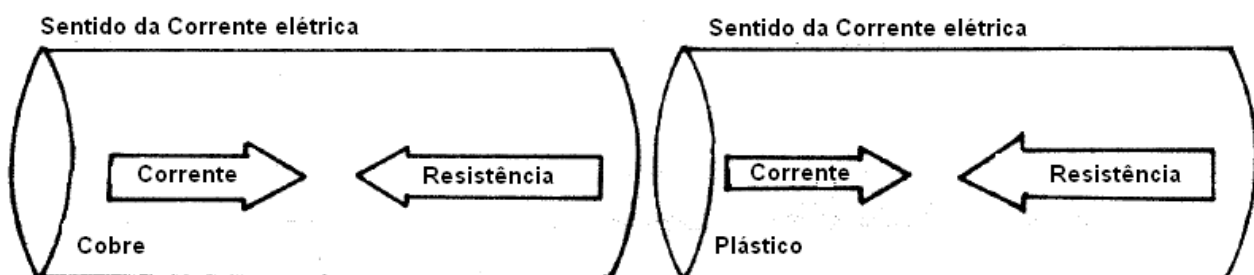 Sentido da Corrente elétrica
Corrente
Resistência
Cobre
Sentido da Corrente elétrica
Corrente
Resistência
Plástico